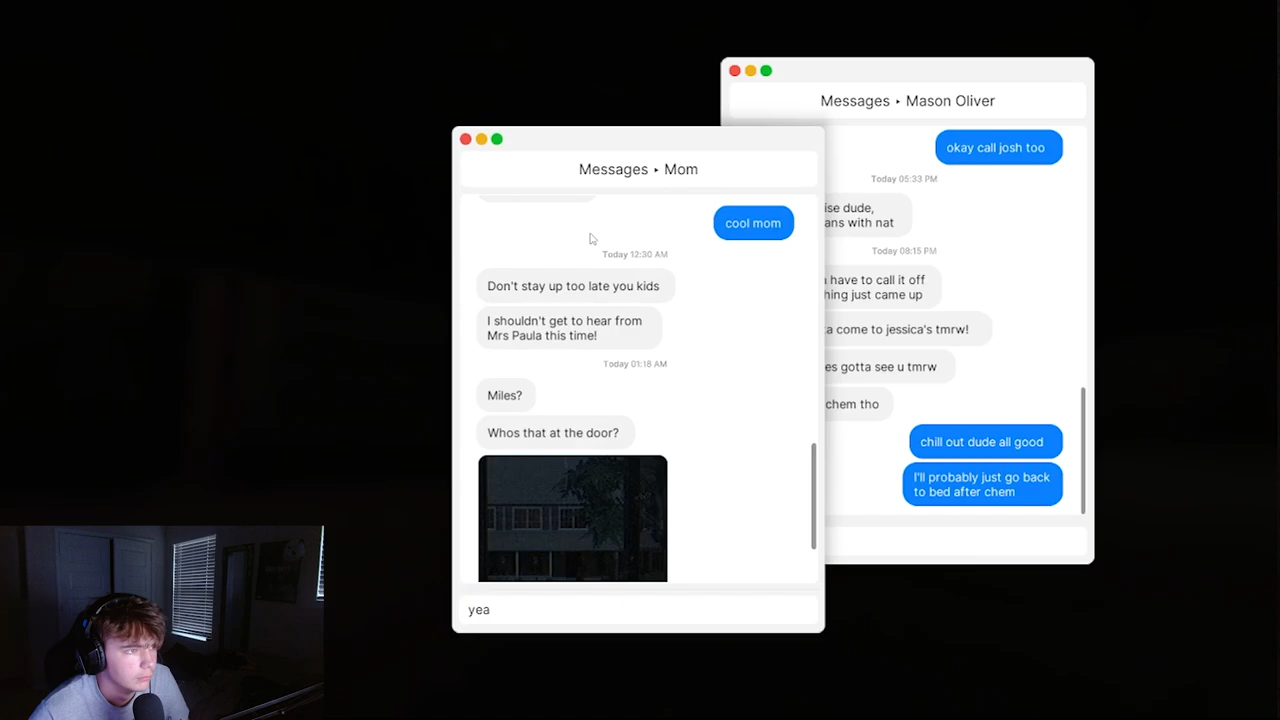 Messages ▸ Mason Oliver
okay call josh too
Today 05:33 PM
ise dude,
ans with nat
Today 08:15 PM
have to call it off
hing just came up
a come to jessica's tmrw!
es gotta see u tmrw
chem tho
chill out dude all good
I'll probably just go back
to bed after chem
Messages ▸ Mom
cool mom
Today 12:30 AM
Don't stay up too late you kids
I shouldn't get to hear from
Mrs Paula this time!
Today 01:18 AM
Miles?
Whos that at the door?
yea